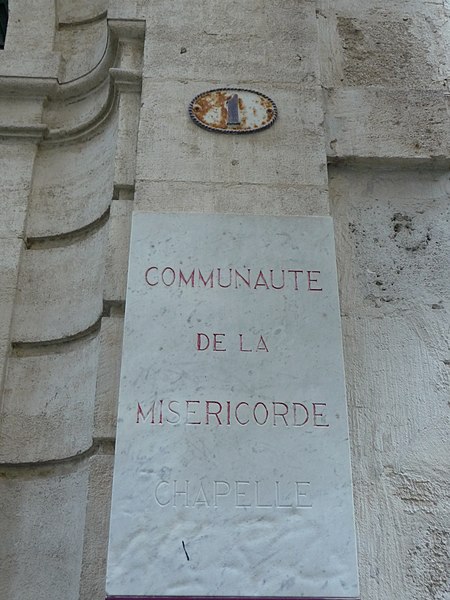 1
COMMUNAUTE
DE LA
MISERICORDE
CHAPELLE